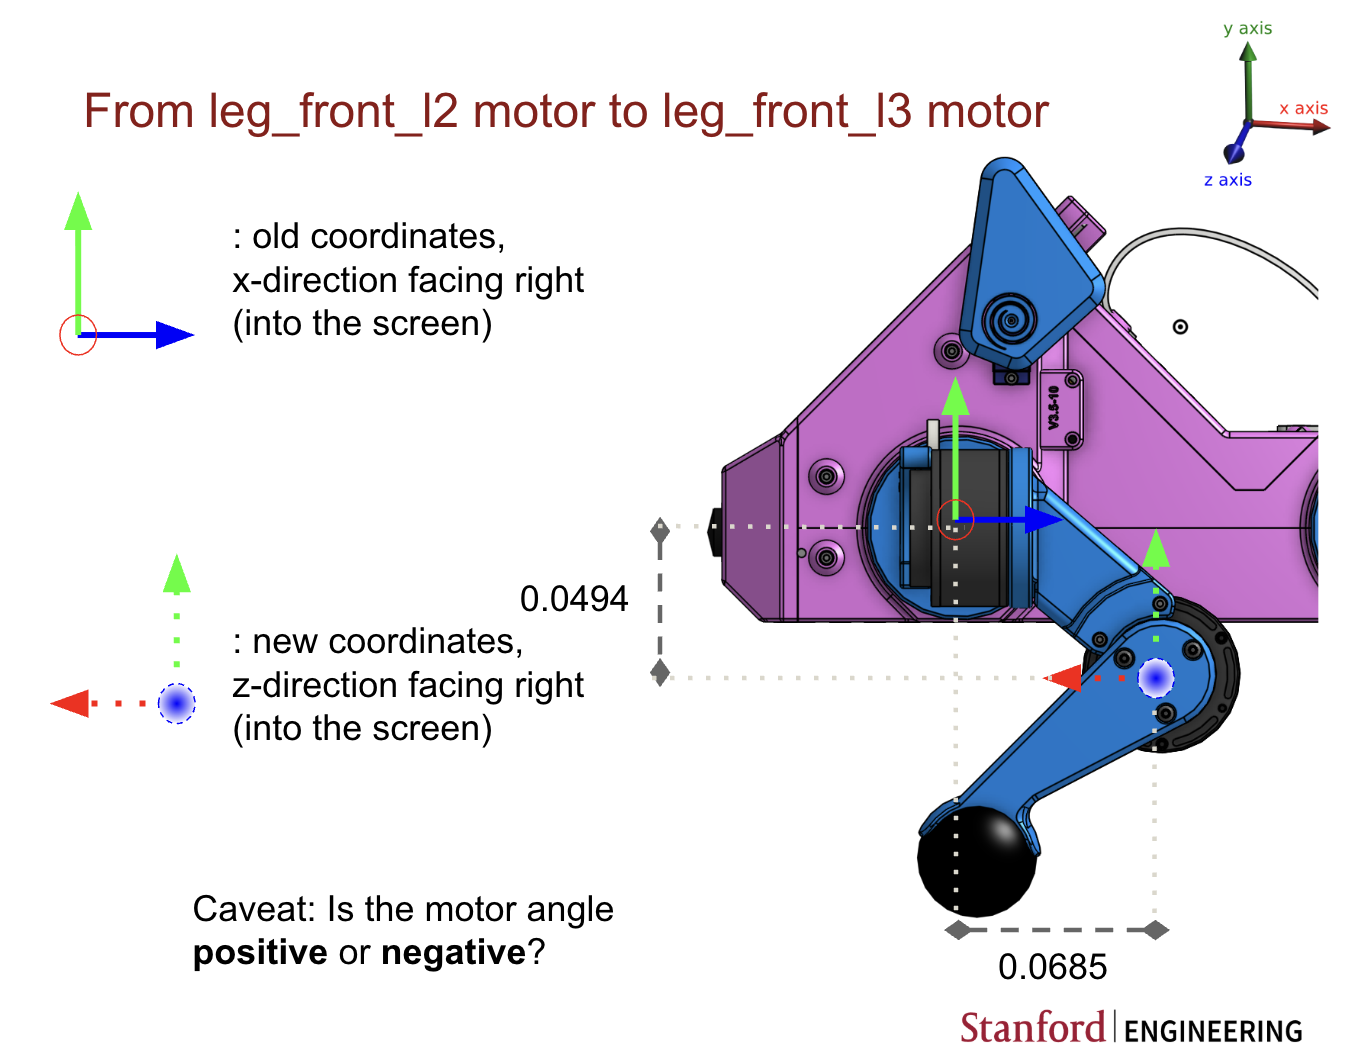 y axis
x axis
z axis
From leg_front_l2 motor to leg_front_l3 motor
: old coordinates,
x-direction facing right
(into the screen)
V3.5-10
0.0494
: new coordinates,
z-direction facing right
(into the screen)
Caveat: Is the motor angle
positive or negative?
0.0685
Stanford ENGINEERING